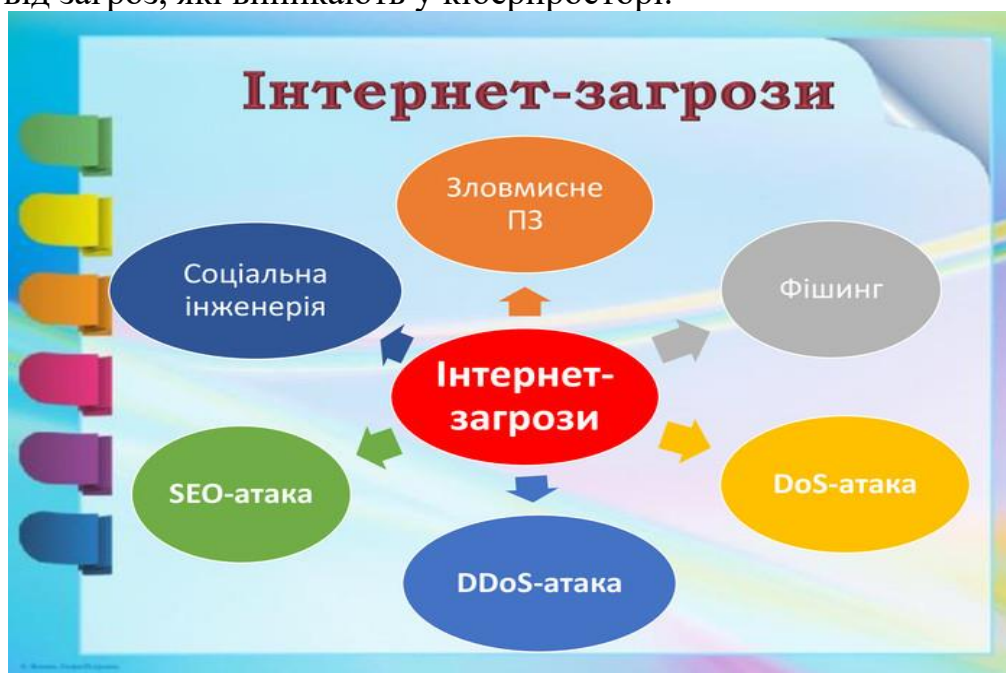 від загроз, які виникають у кіберпросторі.
Інтернет-загрози
Зловмисне
ПЗ
Соціальна
інженерія
Фішинг
Інтернет-
загрози
SEO-атака
DoS-атака
DDoS-атака